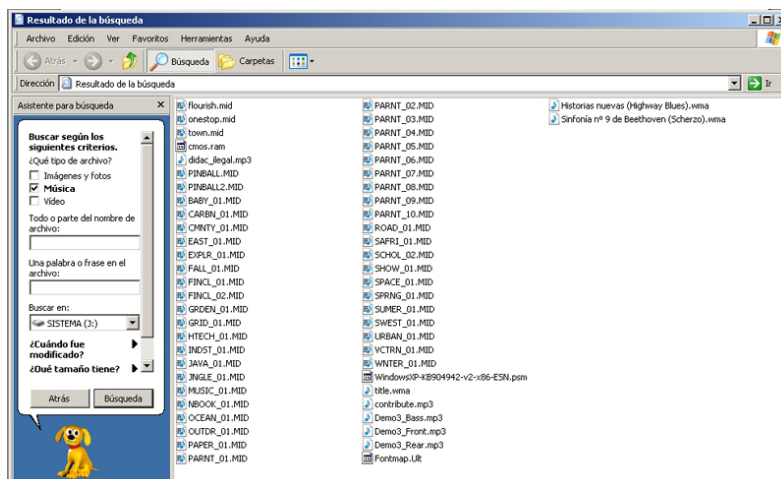 Resultado de la búsqueda
Archivo Edición Ver Favoritos Herramientas Ayuda
Atrás Búsqueda Carpetas
Dirección Resultado de la búsqueda Ir
Asistente para búsqueda
Buscar según los
siguientes criterios.
¿Qué tipo de archivo?
Imágenes y fotos
Música
Vídeo
Todo o parte del nombre de
archivo:
Una palabra o frase en el
archivo:
Buscar en:
SISTEMA (J:)
¿Cuándo fue
modificado?
¿Qué tamaño tiene?
Atrás Búsqueda
flourish.mid
onestop.mid
town.mid
cmos.ram
didac_ilegal.mp3
PINBALL.MID
PINBALL2.MID
BABY_01.MID
CARBN_01.MID
CMNTY_01.MID
EAST_01.MID
EXPLR_01.MID
FALL_01.MID
FINCL_01.MID
FINCL_02.MID
GRDEN_01.MID
GRID_01.MID
HTECH_01.MID
INDST_01.MID
JAVA_01.MID
JNGLE_01.MID
MUSIC_01.MID
NBOOK_01.MID
OCEAN_01.MID
OUTDR_01.MID
PAPER_01.MID
PARNT_01.MID
PARNT_02.MID
PARNT_03.MID
PARNT_04.MID
PARNT_05.MID
PARNT_06.MID
PARNT_07.MID
PARNT_08.MID
PARNT_09.MID
PARNT_10.MID
ROAD_01.MID
SAFRI_01.MID
SCHOL_02.MID
SHOW_01.MID
SPACE_01.MID
SPRNG_01.MID
SUMER_01.MID
SWEST_01.MID
URBAN_01.MID
VCTRN_01.MID
WNTER_01.MID
WindowsXP-KB904942-v2-x86-ESN.psm
title.wma
contribute.mp3
Demo3_Bass.mp3
Demo3_Front.mp3
Demo3_Rear.mp3
Fontmap.Ult
Historias nuevas (Highway Blues).wma
Sinfonía nº 9 de Beethoven (Scherzo).wma